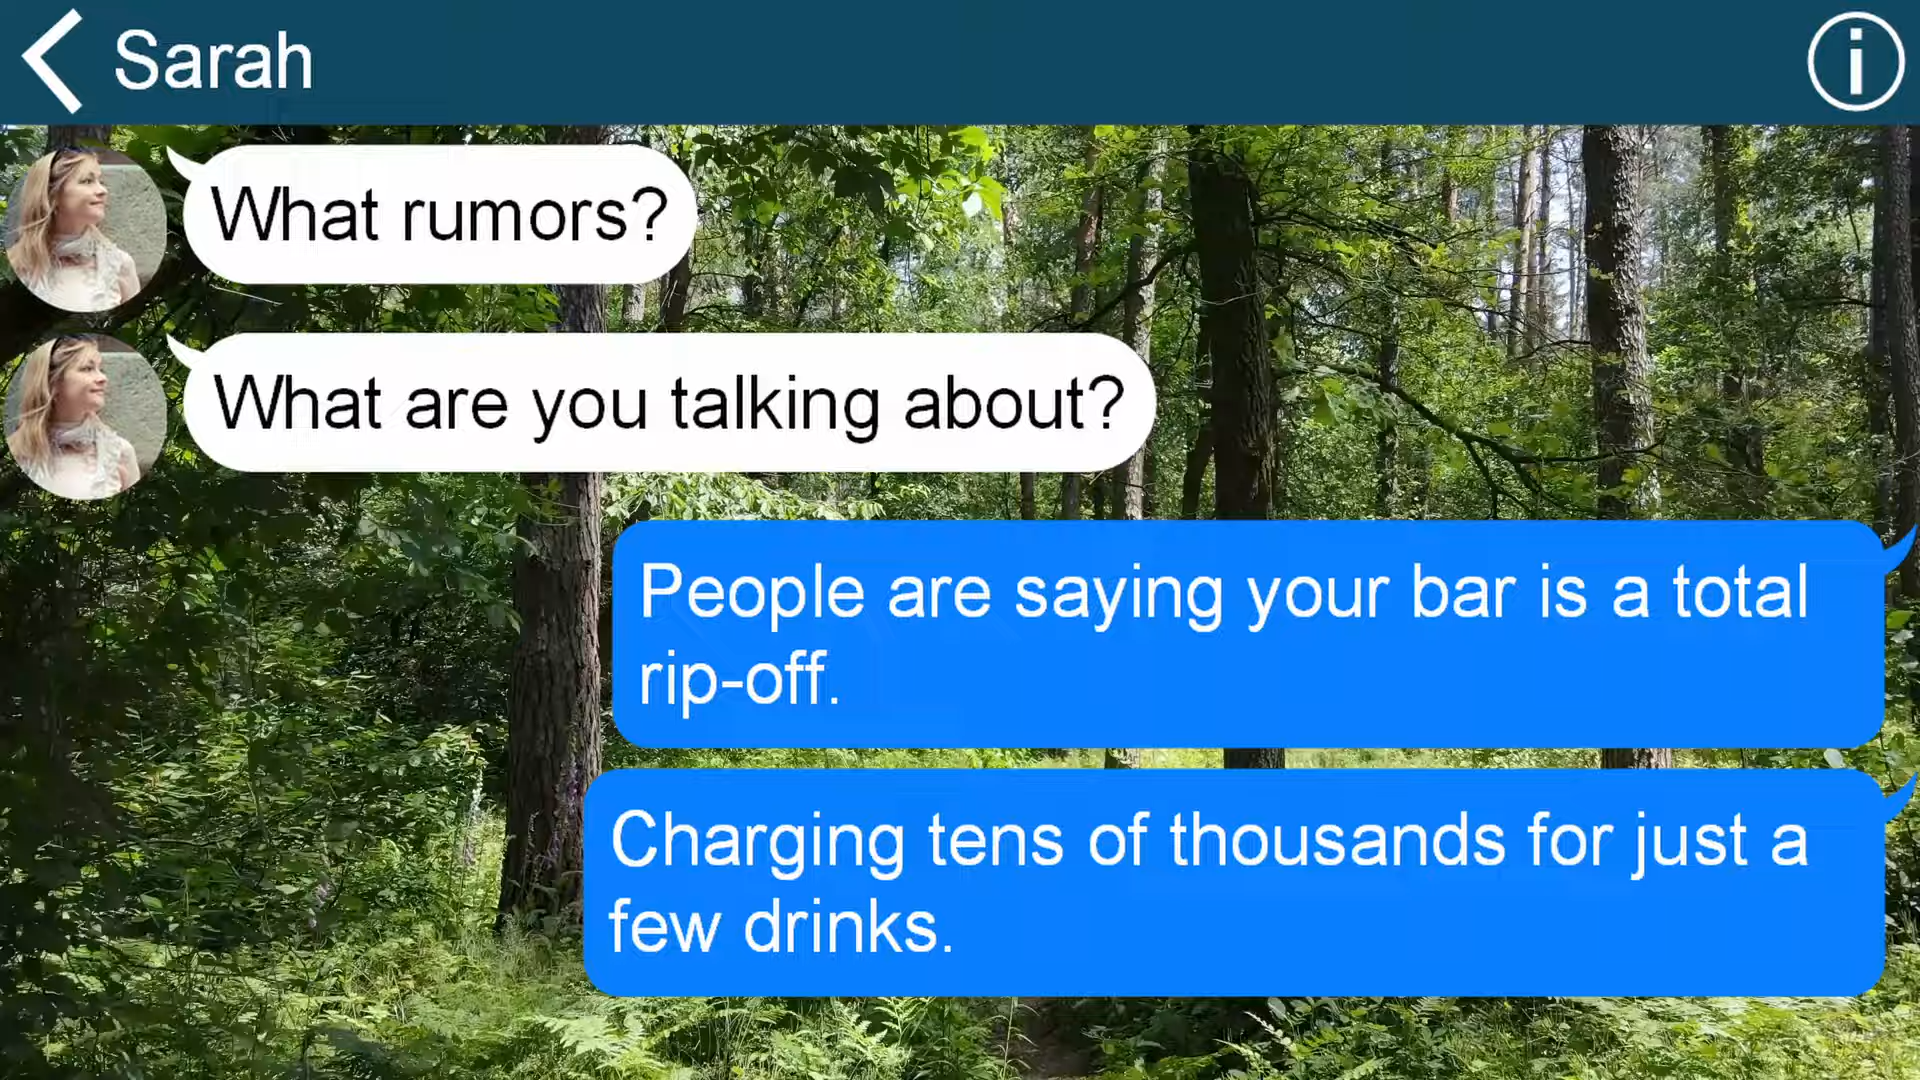 Sarah
What rumors?
What are you talking about?
People are saying your bar is a total
rip-off.
Charging tens of thousands for just a
few drinks.